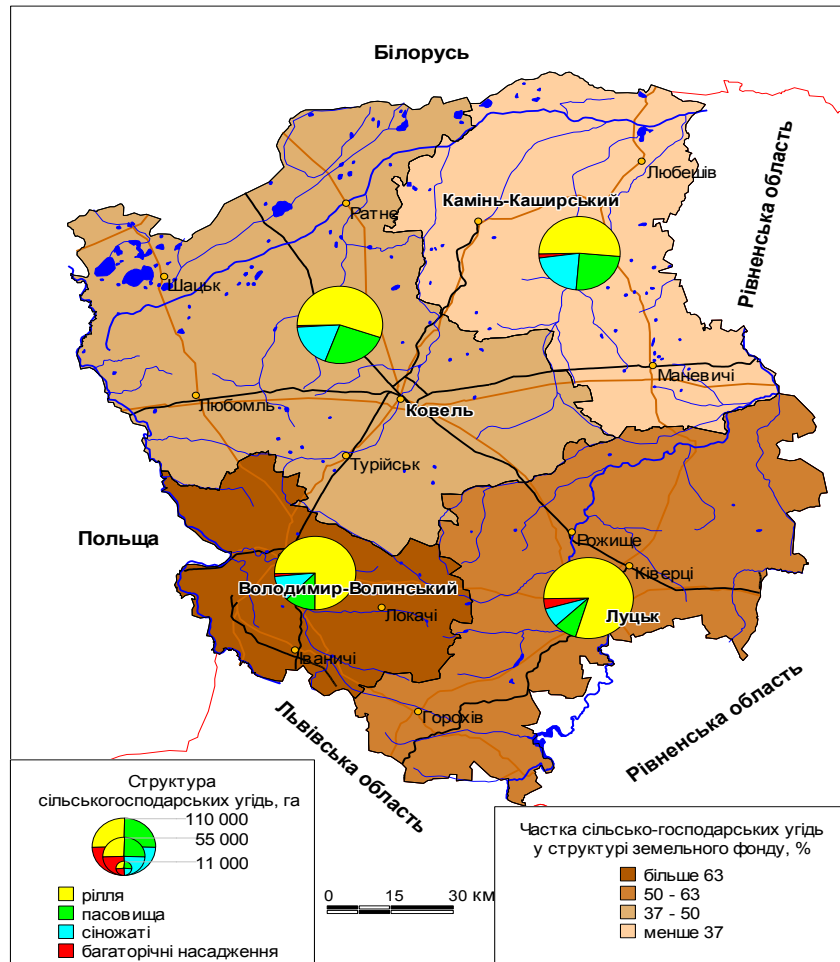 Білорусь
Рівненська область
Любешів
Камінь-Каширський
Ратне
Шацьк
Маневичі
Любомль
Ковель
Турійськ
Польща
Рожище
Ківерці
Володимир-Волинський
Локачі
Луцьк
Іваничі
Горохів
Львівська область
Рівненська область
Структура
сільськогосподарських угідь, га
110 000
55 000
11 000
рілля
пасовища
сіножаті
багаторічні насадження
0 15 30 км
Частка сільсько-господарських угідь
у структурі земельного фонду, %
більше 63
50 - 63
37 - 50
менше 37